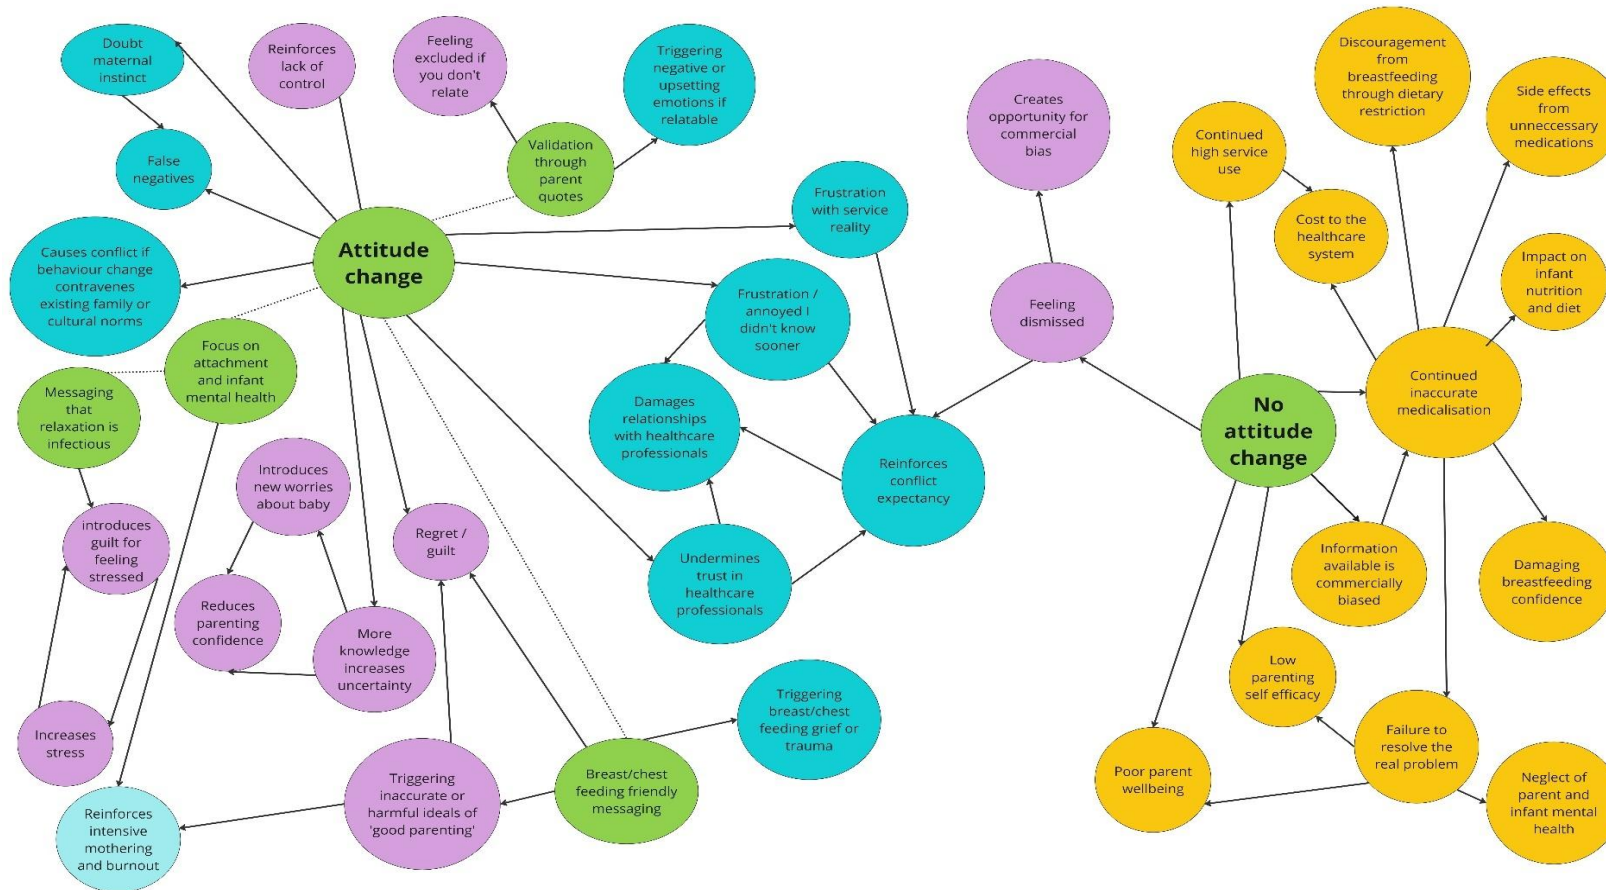 Doubt
maternal
instinct
Reinforces
lack of
control
Feeling
excluded if
you don't
relate
Triggering
negative or
upsetting
emotions if
relatable
False
negatives
Validation
through
parent
quotes
Causes conflict if
behaviour change
contravenes
existing family or
cultural norms
Attitude
change
Frustration
with service
reality
Frustration /
annoyed I
didn't know
sooner
Messaging
that
relaxation is
infectious
Focus on
attachment
and infant
mental health
Damages
relationships
with healthcare
professionals
Reinforces
conflict
expectancy
Introduces
new worries
about baby
introduces
guilt for
feeling
stressed
Regret /
guilt
Undermines
trust in
healthcare
professionals
Reduces
parenting
confidence
More
knowledge
increases
uncertainty
Increases
stress
Triggering
breast/chest
feeding grief or
trauma
Reinforces
intensive
mothering
and burnout
Triggering
inaccurate or
harmful ideals of
'good parenting'
Breast/chest
feeding friendly
messaging
Creates
opportunity for
commercial
bias
Feeling
dismissed
Continued
high service
use
Discouragement
from
breastfeeding
through dietary
restriction
Side effects
from
unneccessary
medications
Cost to the
healthcare
system
Impact on
infant
nutrition
and diet
No
attitude
change
Continued
inaccurate
medicalisation
Information
available is
commercially
biased
Damaging
breastfeeding
confidence
Low
parenting
self efficacy
Failure to
resolve the
real problem
Poor parent
wellbeing
Neglect of
parent and
infant mental
health